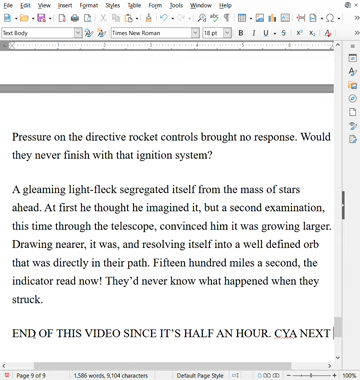 File Edit View Insert Format Styles Table Form Tools Window Help
Text Body Times New Roman 18 pt
Pressure on the directive rocket controls brought no response. Would
they never finish with that ignition system?
A gleaming light-fleck segregated itself from the mass of stars
ahead. At first he thought he imagined it, but a second examination,
this time through the telescope, convinced him it was growing larger.
Drawing nearer, it was, and resolving itself into a well defined orb
that was directly in their path. Fifteen hundred miles a second, the
indicator read now! They’d never know what happened when they
struck.
END OF THIS VIDEO SINCE IT’S HALF AN HOUR. CYA NEXT
Page 9 of 9 1,586 words, 9,104 characters Default Page Style 100%